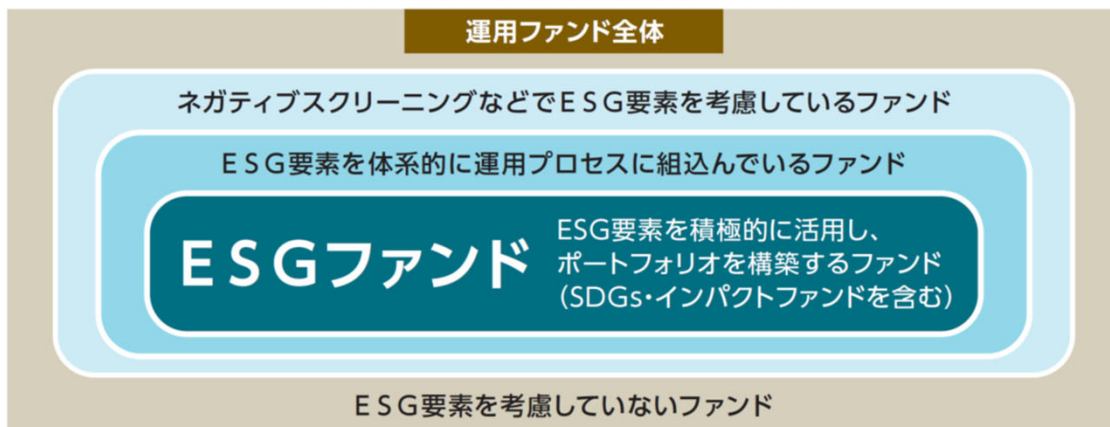 運用ファンド全体
ネガティブスクリーニングなどでＥＳＧ要素を考慮しているファンド
ＥＳＧ要素を体系的に運用プロセスに組込んでいるファンド
ＥＳＧファンド
ESG要素を積極的に活用し、
ポートフォリオを構築するファンド
（SDGs・インパクトファンドを含む）
ＥＳＧ要素を考慮していないファンド